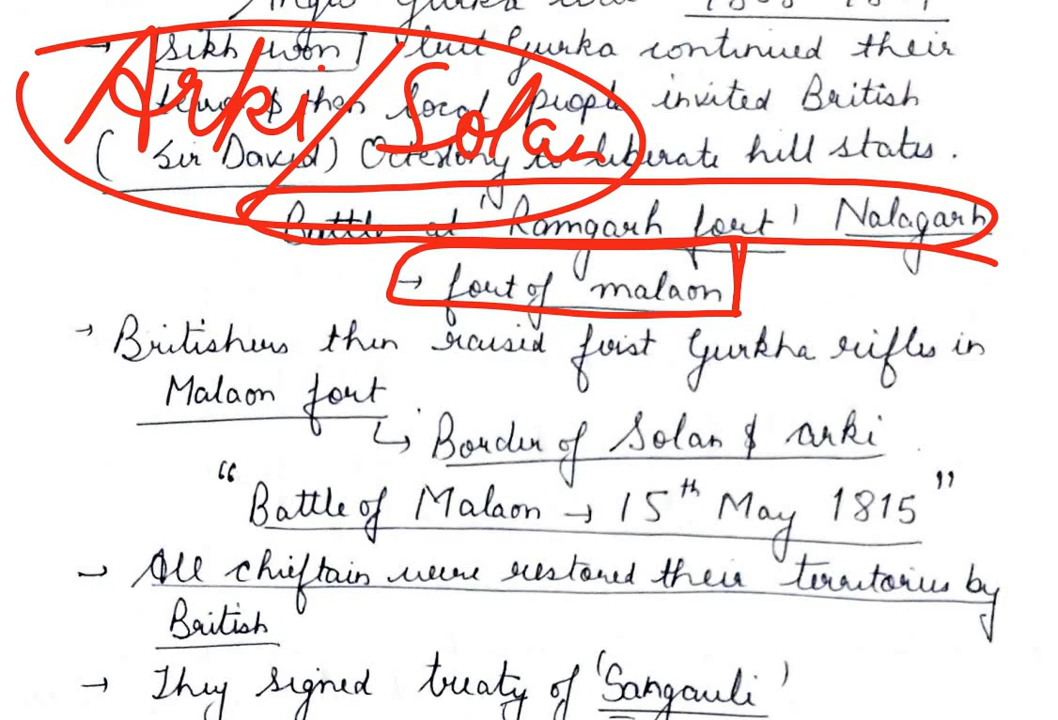 Sikh won but Gurka continued their
& then local people invited British
(Sir David) Octerlony to liberate hill states.
Arki/Solan
Battle at 'Ramgarh fort' Nalagarh
→ fort of malaon
→ Britishers then raised first Gurkha rifles in
Malaon fort
↳ Border of Solan & arki
"Battle of Malaon → 15th May 1815"
→ All chieftain were restored their territories by
British
→ They signed treaty of 'Sangauli'